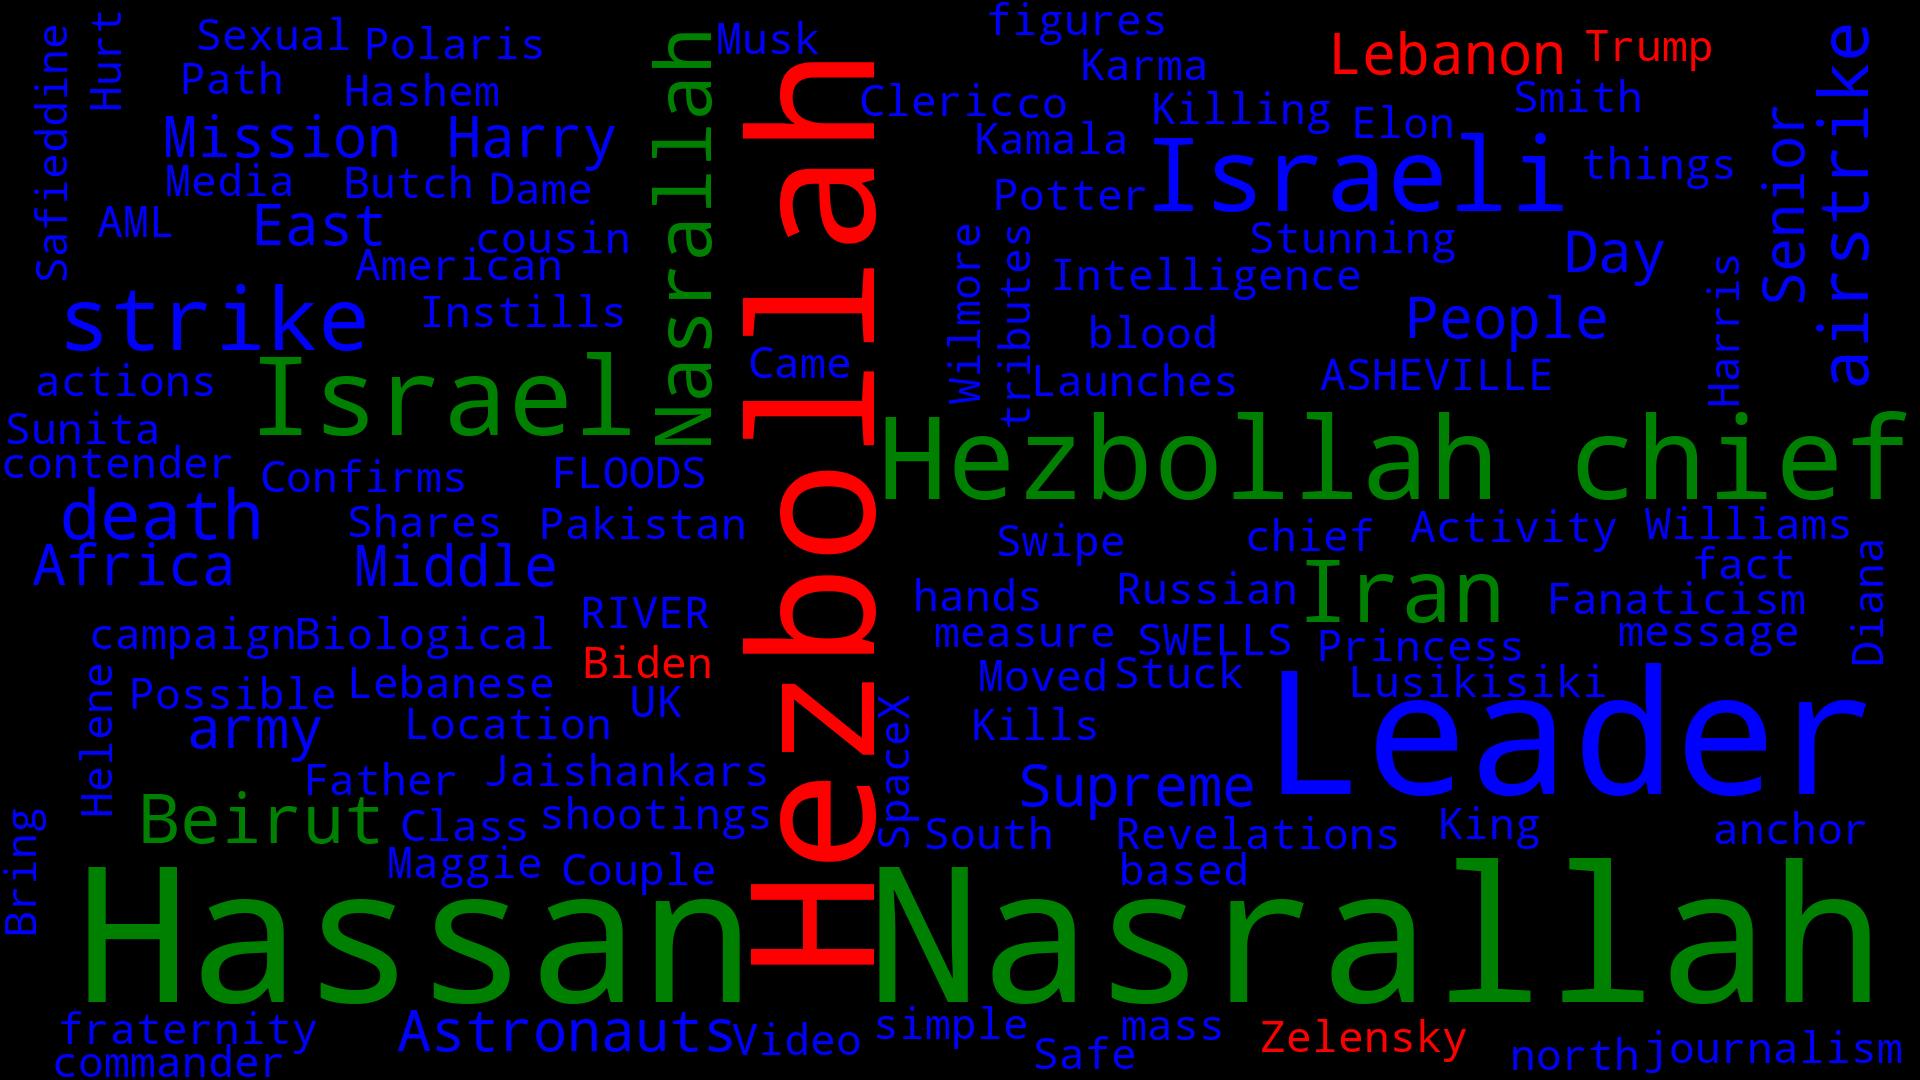 Safieddine
Hurt
Sexual
Polaris
Musk
figures
Lebanon
Trump
Path
Hashem
Nasrallah
Hezbollah
Clericco
Karma
Smith
Senior
airstrike
Mission
Harry
Kamala
Killing
Elon
Israeli
things
Media
Butch
Dame
Potter
AML
East
cousin
American
Wilmore
tributes
Stunning
Day
Intelligence
Harris
strike
Instills
Came
blood
People
actions
Israel
Launches
ASHEVILLE
Sunita
contender
Confirms
FLOODS
Hezbollah chief
death
Shares
Pakistan
Swipe
chief
Activity
Williams
Africa
Middle
fact
Diana
hands
Russian
Iran
Fanaticism
RIVER
campaign
Biological
Biden
measure
SWELLS
Princess
message
Helene
Possible
Lebanese
UK
Moved
Stuck
Lusikisiki
army
Location
SpaceX
Kills
Leader
Father
Jaishankars
Supreme
Bring
Beirut
Class
shootings
South
Revelations
King
anchor
Maggie
Couple
based
Hassan Nasrallah
fraternity
Astronauts
Video
simple
mass
Zelensky
commander
Safe
north
journalism